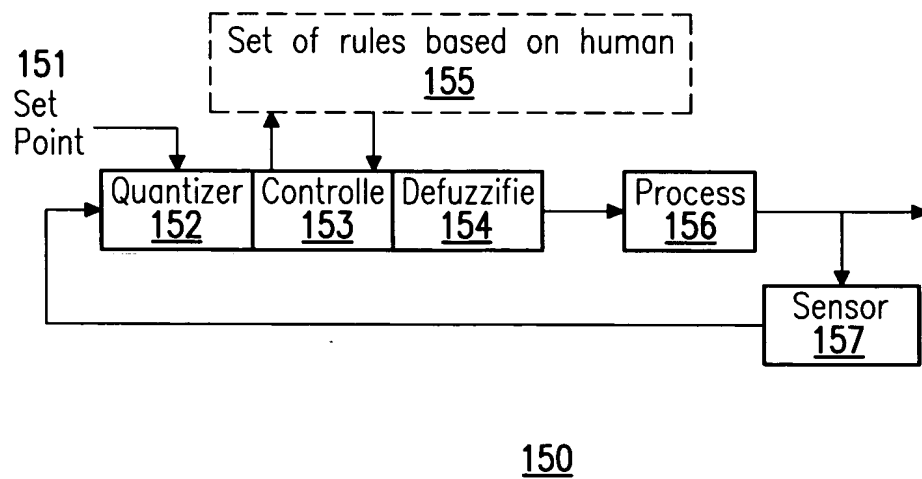 Set of rules based on human
155
151
Set
Point
Quantizer
152
Controlle
153
Defuzzifie
154
Process
156
Sensor
157
150